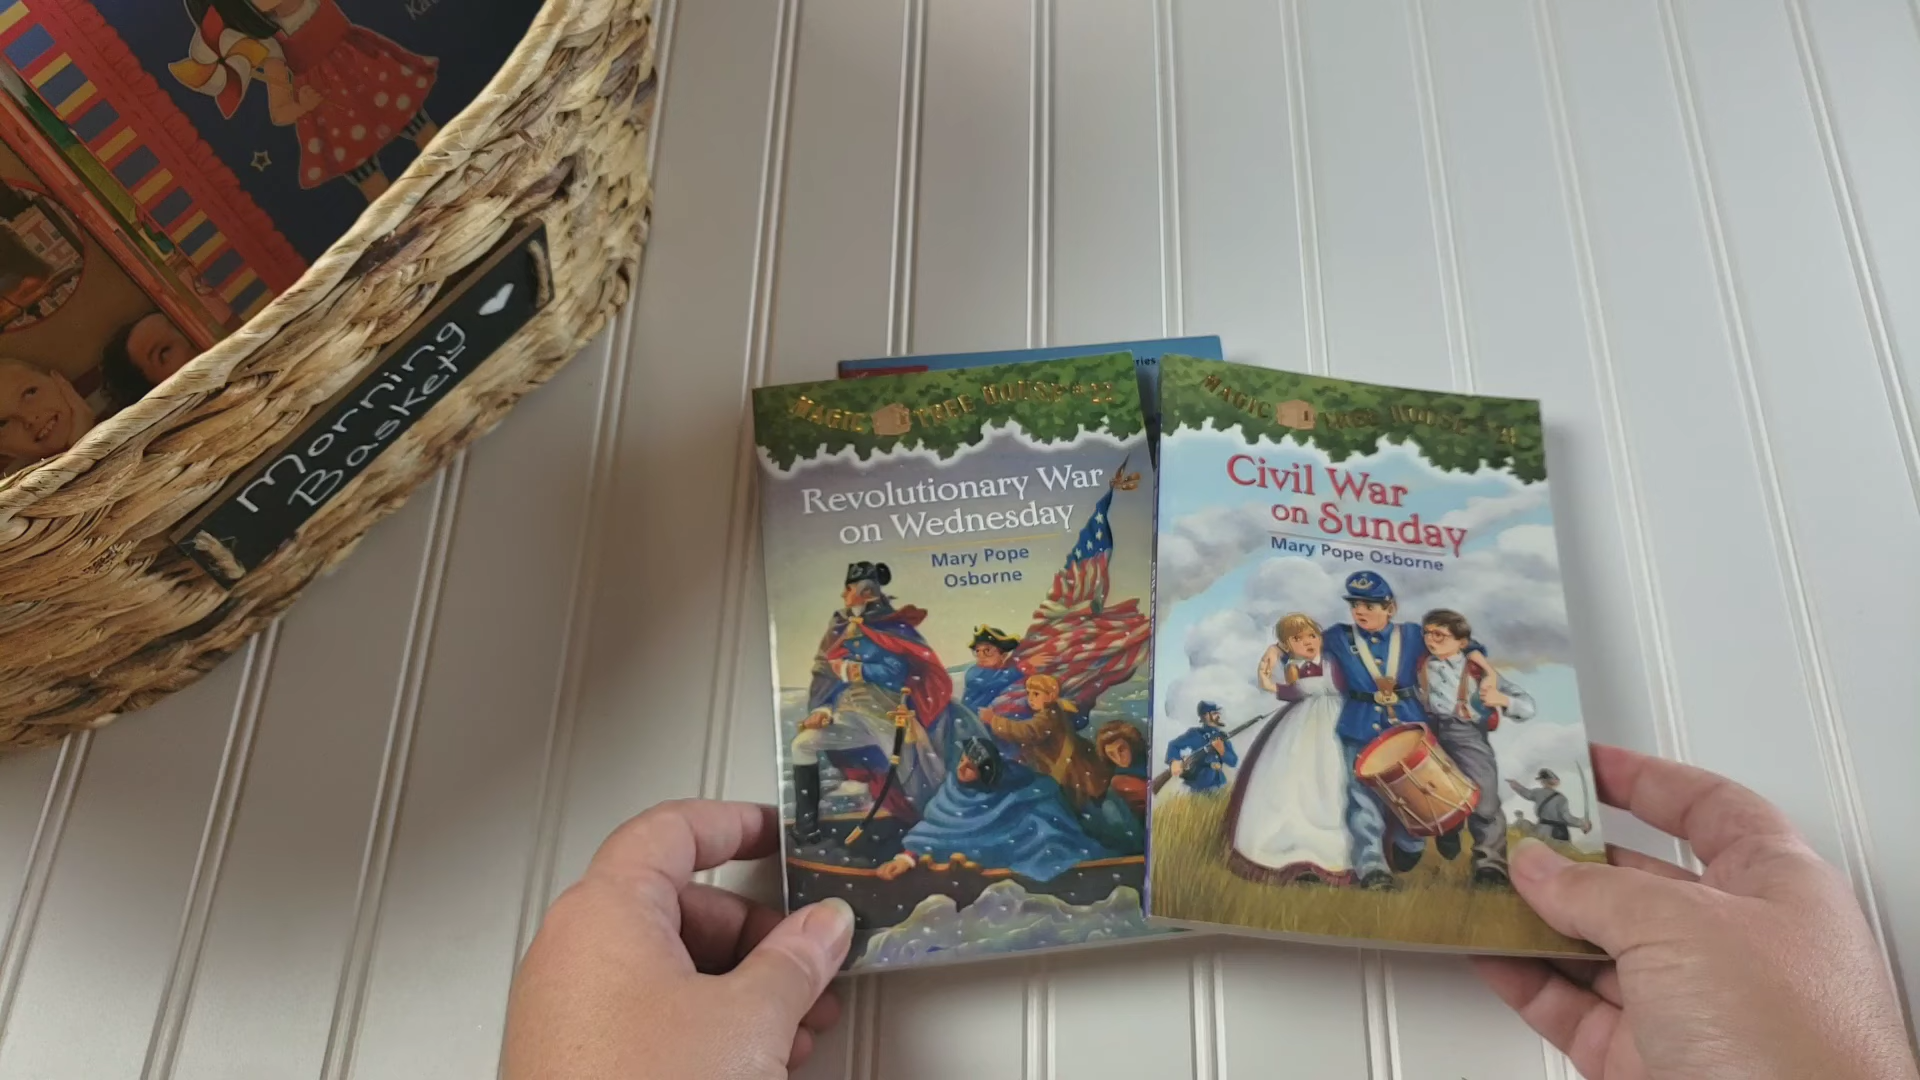 Morning
Basket
ries
MAGIC TREE HOUSE #22
Revolutionary War
on Wednesday
Mary Pope
Osborne
MAGIC TREE HOUSE #21
Civil War
on Sunday
Mary Pope Osborne